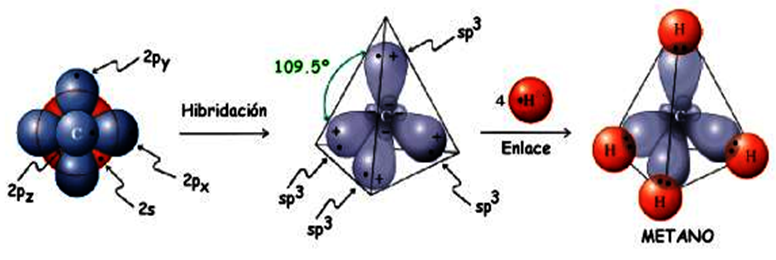 2py
C
2pz
2s
2px
Hibridación
109.5°
sp3
+
C
–
+
+
+
sp3
sp3
sp3
4 H
Enlace
H
C
H
H
H
METANO